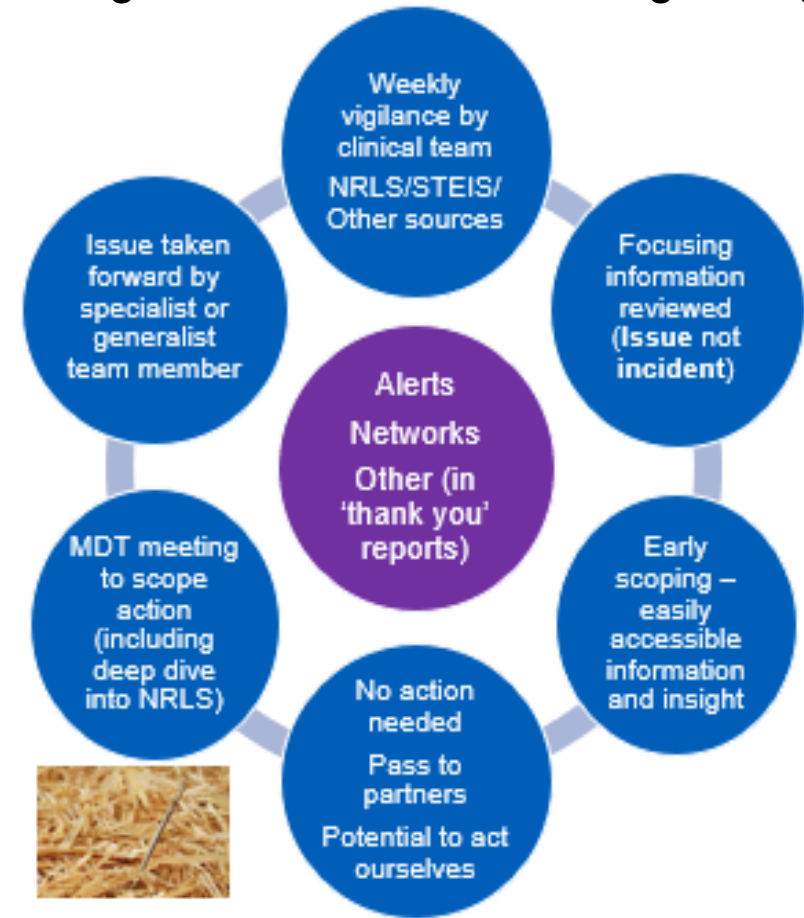 Weekly
vigilance by
clinical team
NRLS/STEIS/
Other sources
Focusing
information
reviewed
(Issue not
incident)
Early
scoping –
easily
accessible
information
and insight
No action
needed
Pass to
partners
Potential to act
ourselves
MDT meeting
to scope
action
(including
deep dive
into NRLS)
Issue taken
forward by
specialist or
generalist
team member
Alerts
Networks
Other (in
‘thank you’
reports)